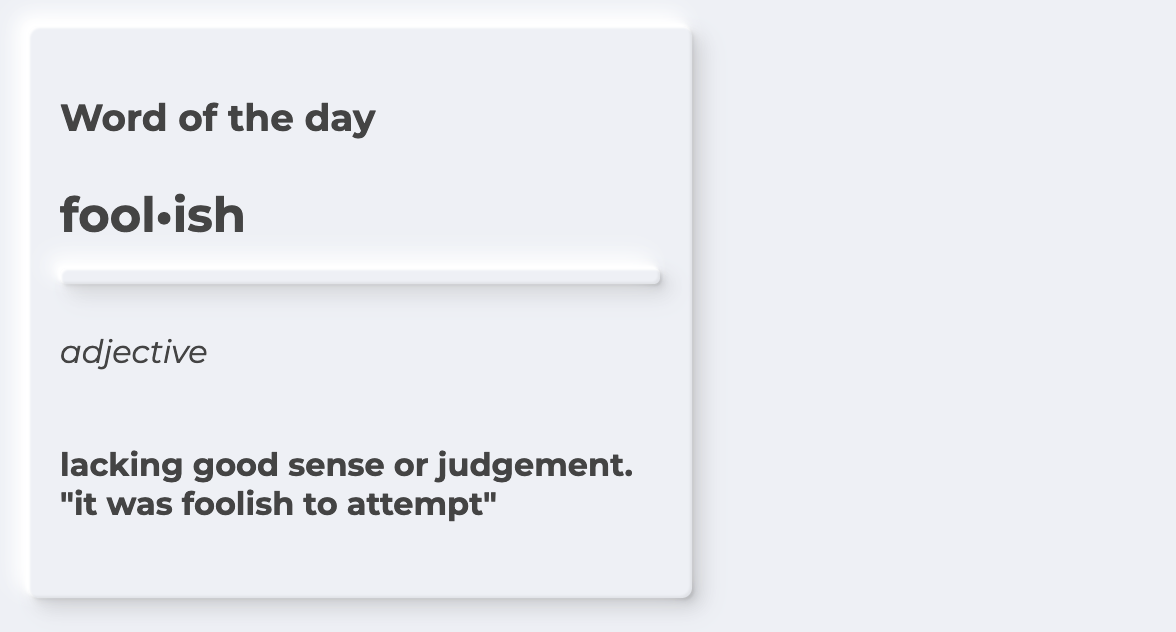 Word of the day
fool•ish
adjective
lacking good sense or judgement.
"it was foolish to attempt"